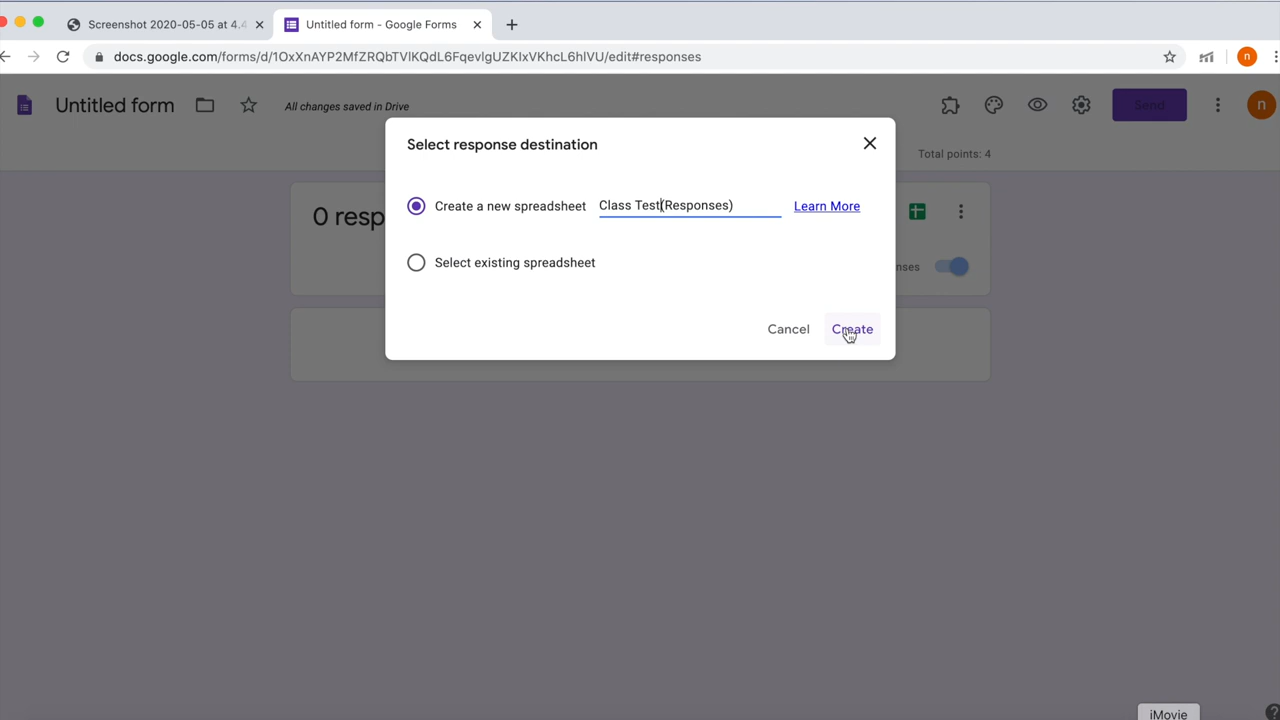 Screenshot 2020-05-05 at 4.4
Untitled form - Google Forms
docs.google.com/forms/d/1OxXnAYP2MfZRQbTVlKQdL6FqevlgUZKIxVKhcL6hlVU/edit#responses
n
Untitled form
All changes saved in Drive
Send
n
Total points: 4
Select response destination
0 resp
Create a new spreadsheet
Class Test(Responses)
Learn More
Select existing spreadsheet
nses
Cancel
Create
iMovie